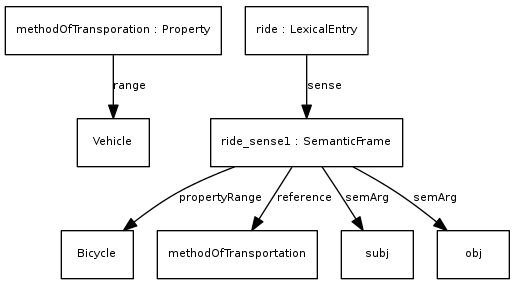 methodOfTransporation : Property
ride : LexicalEntry
range
sense
Vehicle
ride_sense1 : SemanticFrame
propertyRange
reference
semArg
semArg
Bicycle
methodOfTransportation
subj
obj